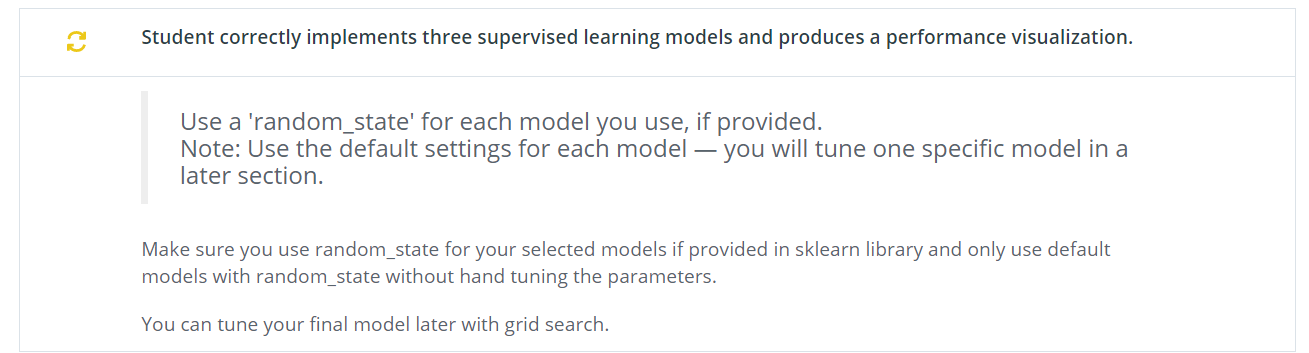 Student correctly implements three supervised learning models and produces a performance visualization.
Use a 'random_state' for each model you use, if provided.
Note: Use the default settings for each model — you will tune one specific model in a
later section.
Make sure you use random_state for your selected models if provided in sklearn library and only use default
models with random_state without hand tuning the parameters.
You can tune your final model later with grid search.